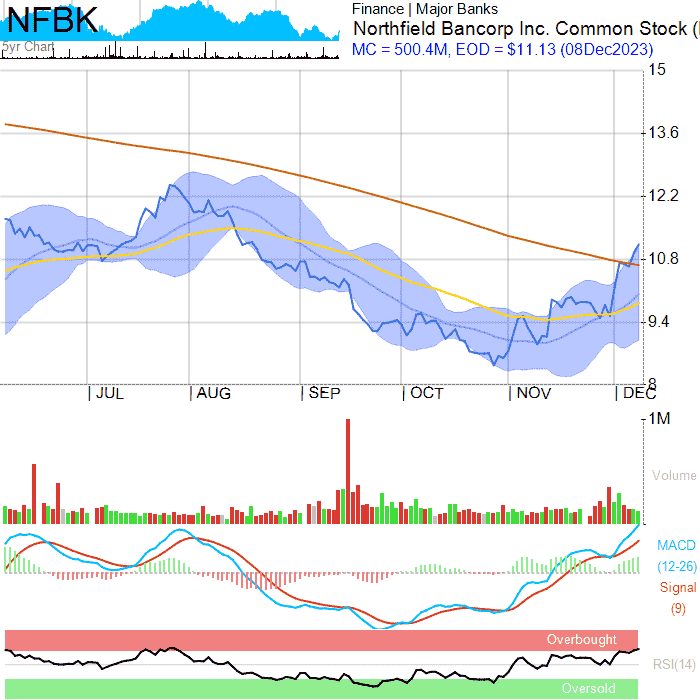 NFBK
5yr Chart
Finance | Major Banks
Northfield Bancorp Inc. Common Stock (
MC = 500.4M, EOD = $11.13 (08Dec2023)
15
13.6
12.2
10.8
9.4
8
JUL AUG SEP OCT NOV DEC
1M
Volume
MACD
(12-26)
Signal
(9)
Overbought
RSI(14)
Oversold